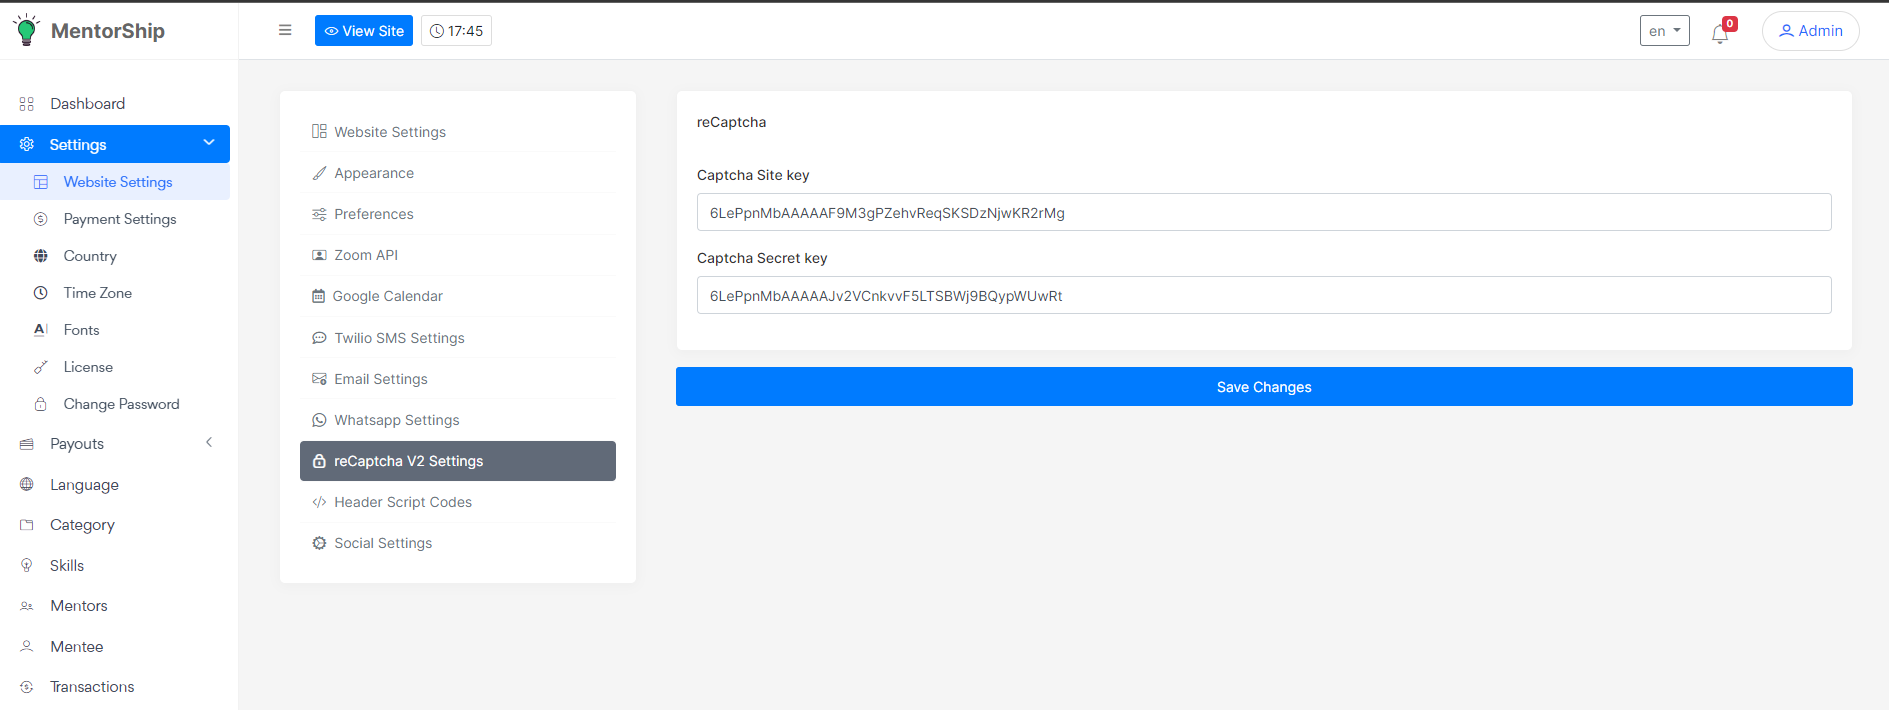 MentorShip
View Site
17:45
en
0
Admin
Dashboard
Settings
Website Settings
Payment Settings
Country
Time Zone
Fonts
License
Change Password
Payouts
Language
Category
Skills
Mentors
Mentee
Transactions
Website Settings
Appearance
Preferences
Zoom API
Google Calendar
Twilio SMS Settings
Email Settings
Whatsapp Settings
reCaptcha V2 Settings
Header Script Codes
Social Settings
reCaptcha
Captcha Site key
6LePpnMbAAAAAF9M3gPZehvReqSKSDzNjwKR2rMg
Captcha Secret key
6LePpnMbAAAAAJv2VCnkvvF5LTSBWj9BQypWUwRt
Save Changes